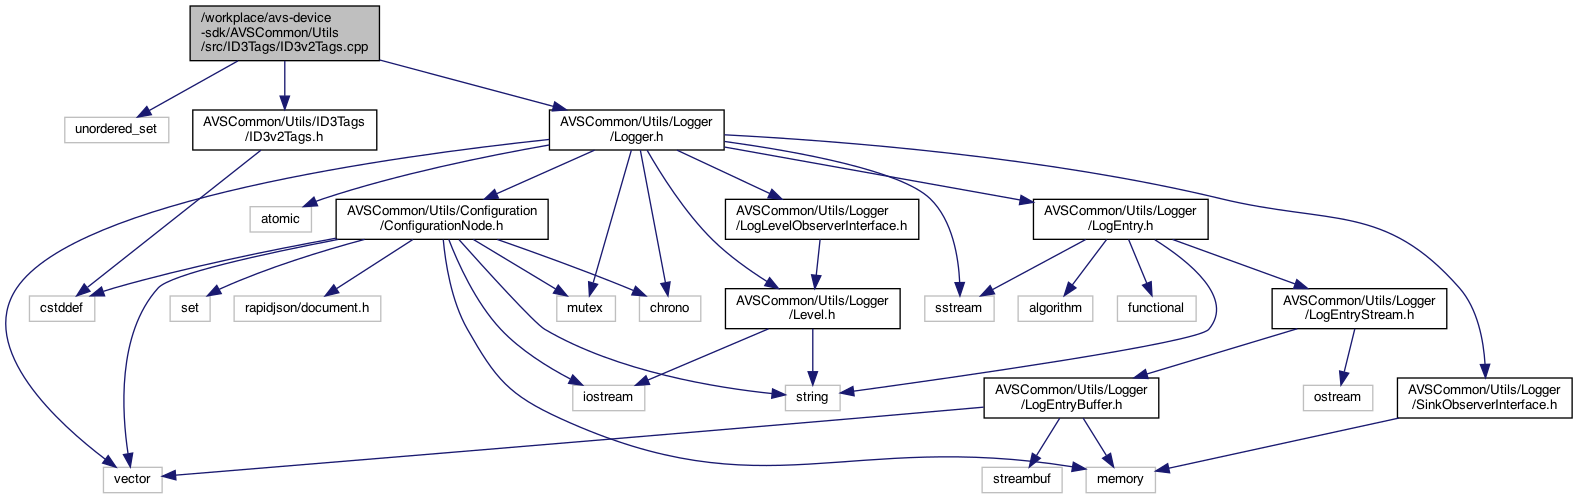 /workplace/avs-device
-sdk/AVSCommon/Utils
/src/ID3Tags/ID3v2Tags.cpp
unordered_set
AVSCommon/Utils/ID3Tags
/ID3v2Tags.h
AVSCommon/Utils/Logger
/Logger.h
atomic
AVSCommon/Utils/Configuration
/ConfigurationNode.h
AVSCommon/Utils/Logger
/LogLevelObserverInterface.h
AVSCommon/Utils/Logger
/LogEntry.h
cstddef
set
rapidjson/document.h
mutex
chrono
AVSCommon/Utils/Logger
/Level.h
sstream
algorithm
functional
AVSCommon/Utils/Logger
/LogEntryStream.h
iostream
string
AVSCommon/Utils/Logger
/LogEntryBuffer.h
ostream
AVSCommon/Utils/Logger
/SinkObserverInterface.h
vector
streambuf
memory